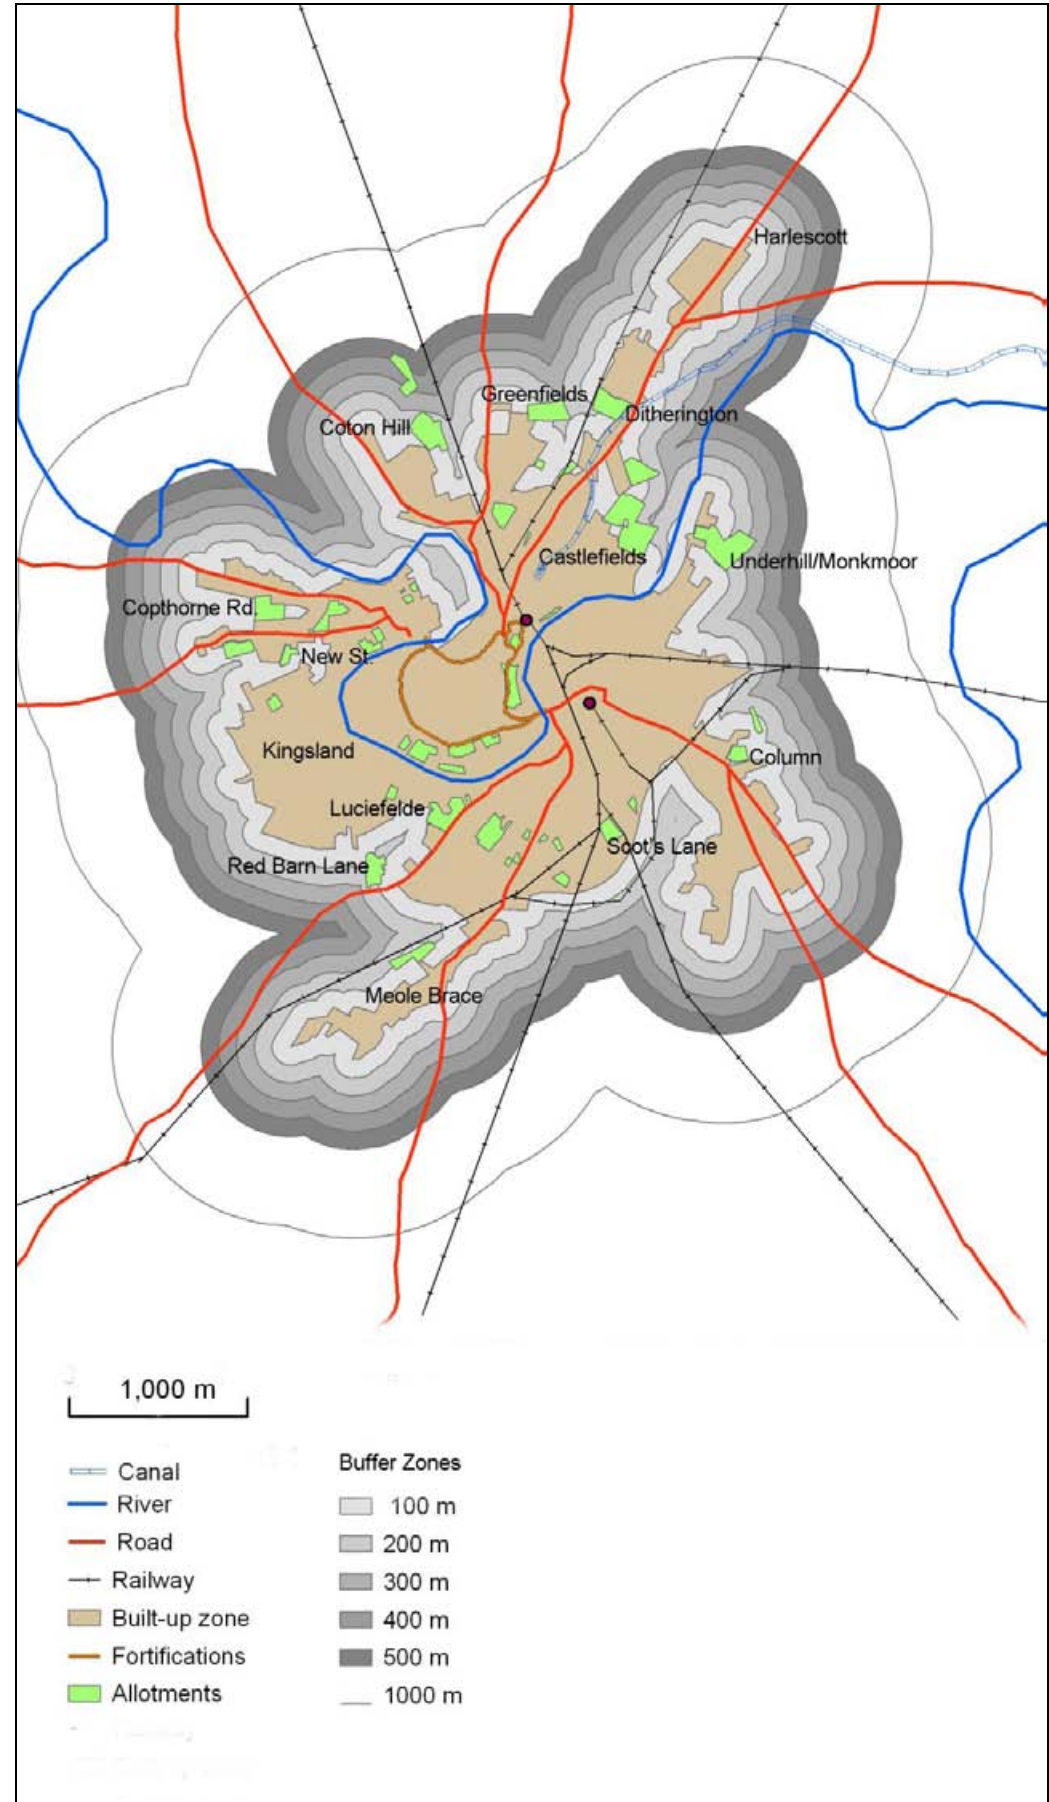 Harlescott
Greenfields
Ditherington
Coton Hill
Castlefields
Underhill/Monkmoor
Copthorne Rd.
New St.
Kingsland
Column
Luciefelde
Scot's Lane
Red Barn Lane
Meole Brace
1,000 m
Canal
River
Road
Railway
Built-up zone
Fortifications
Allotments
Buffer Zones
100 m
200 m
300 m
400 m
500 m
1000 m